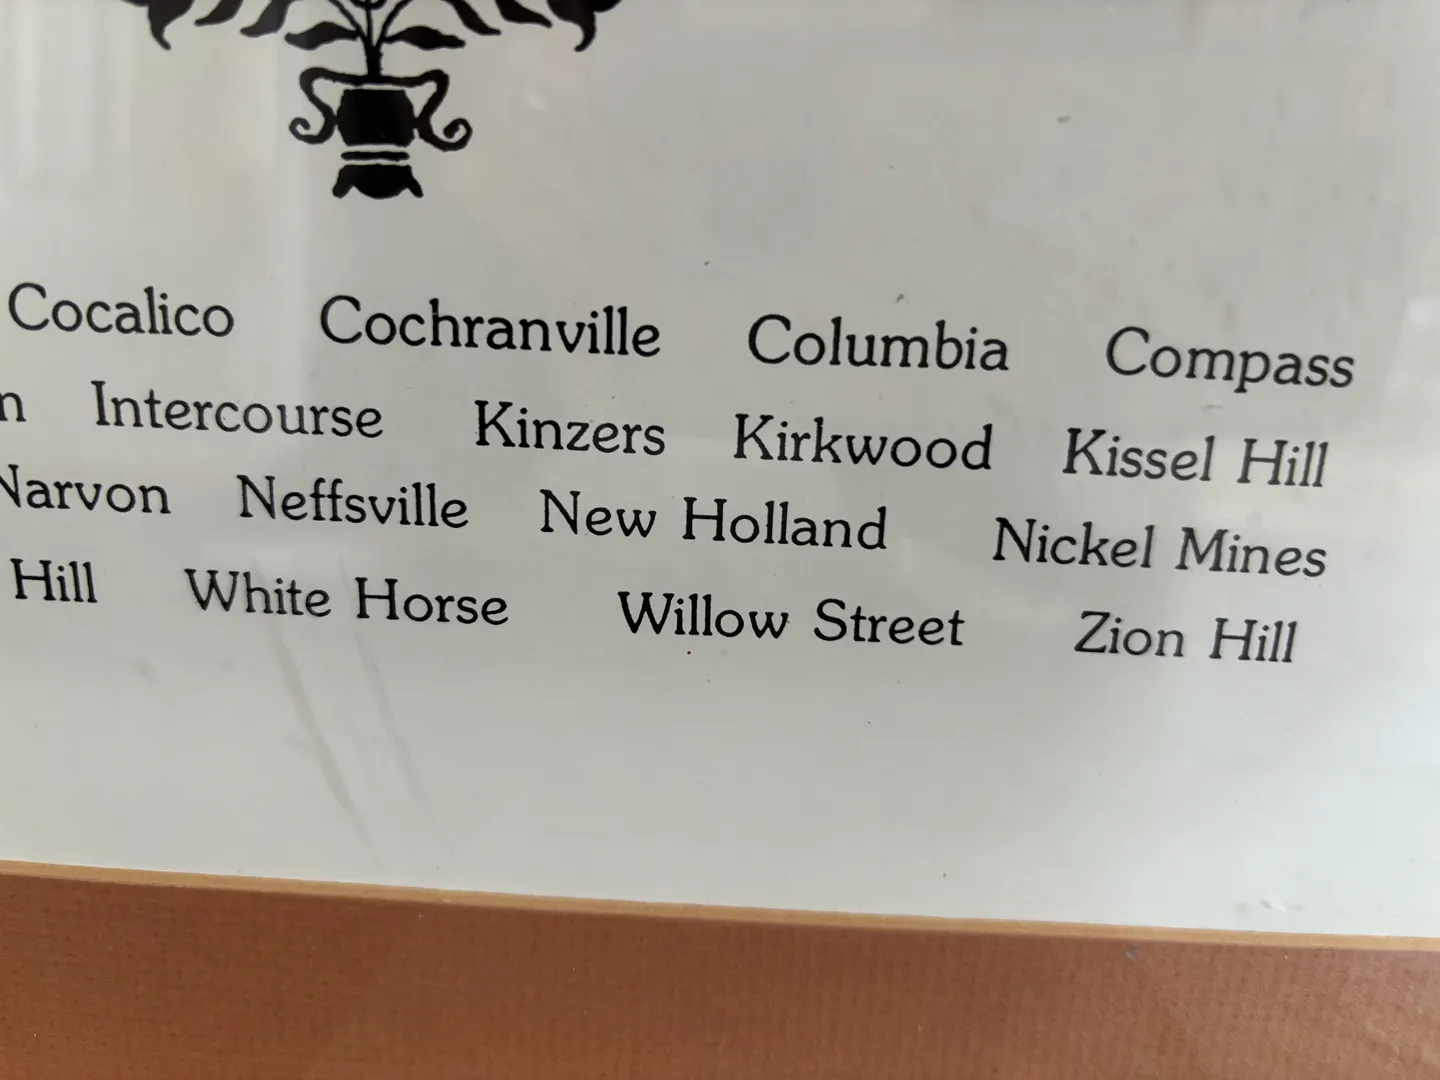 Cocalico Cochranville Columbia Compass
n Intercourse Kinzers Kirkwood Kissel Hill
Narvon Neffsville New Holland Nickel Mines
Hill White Horse Willow Street Zion Hill